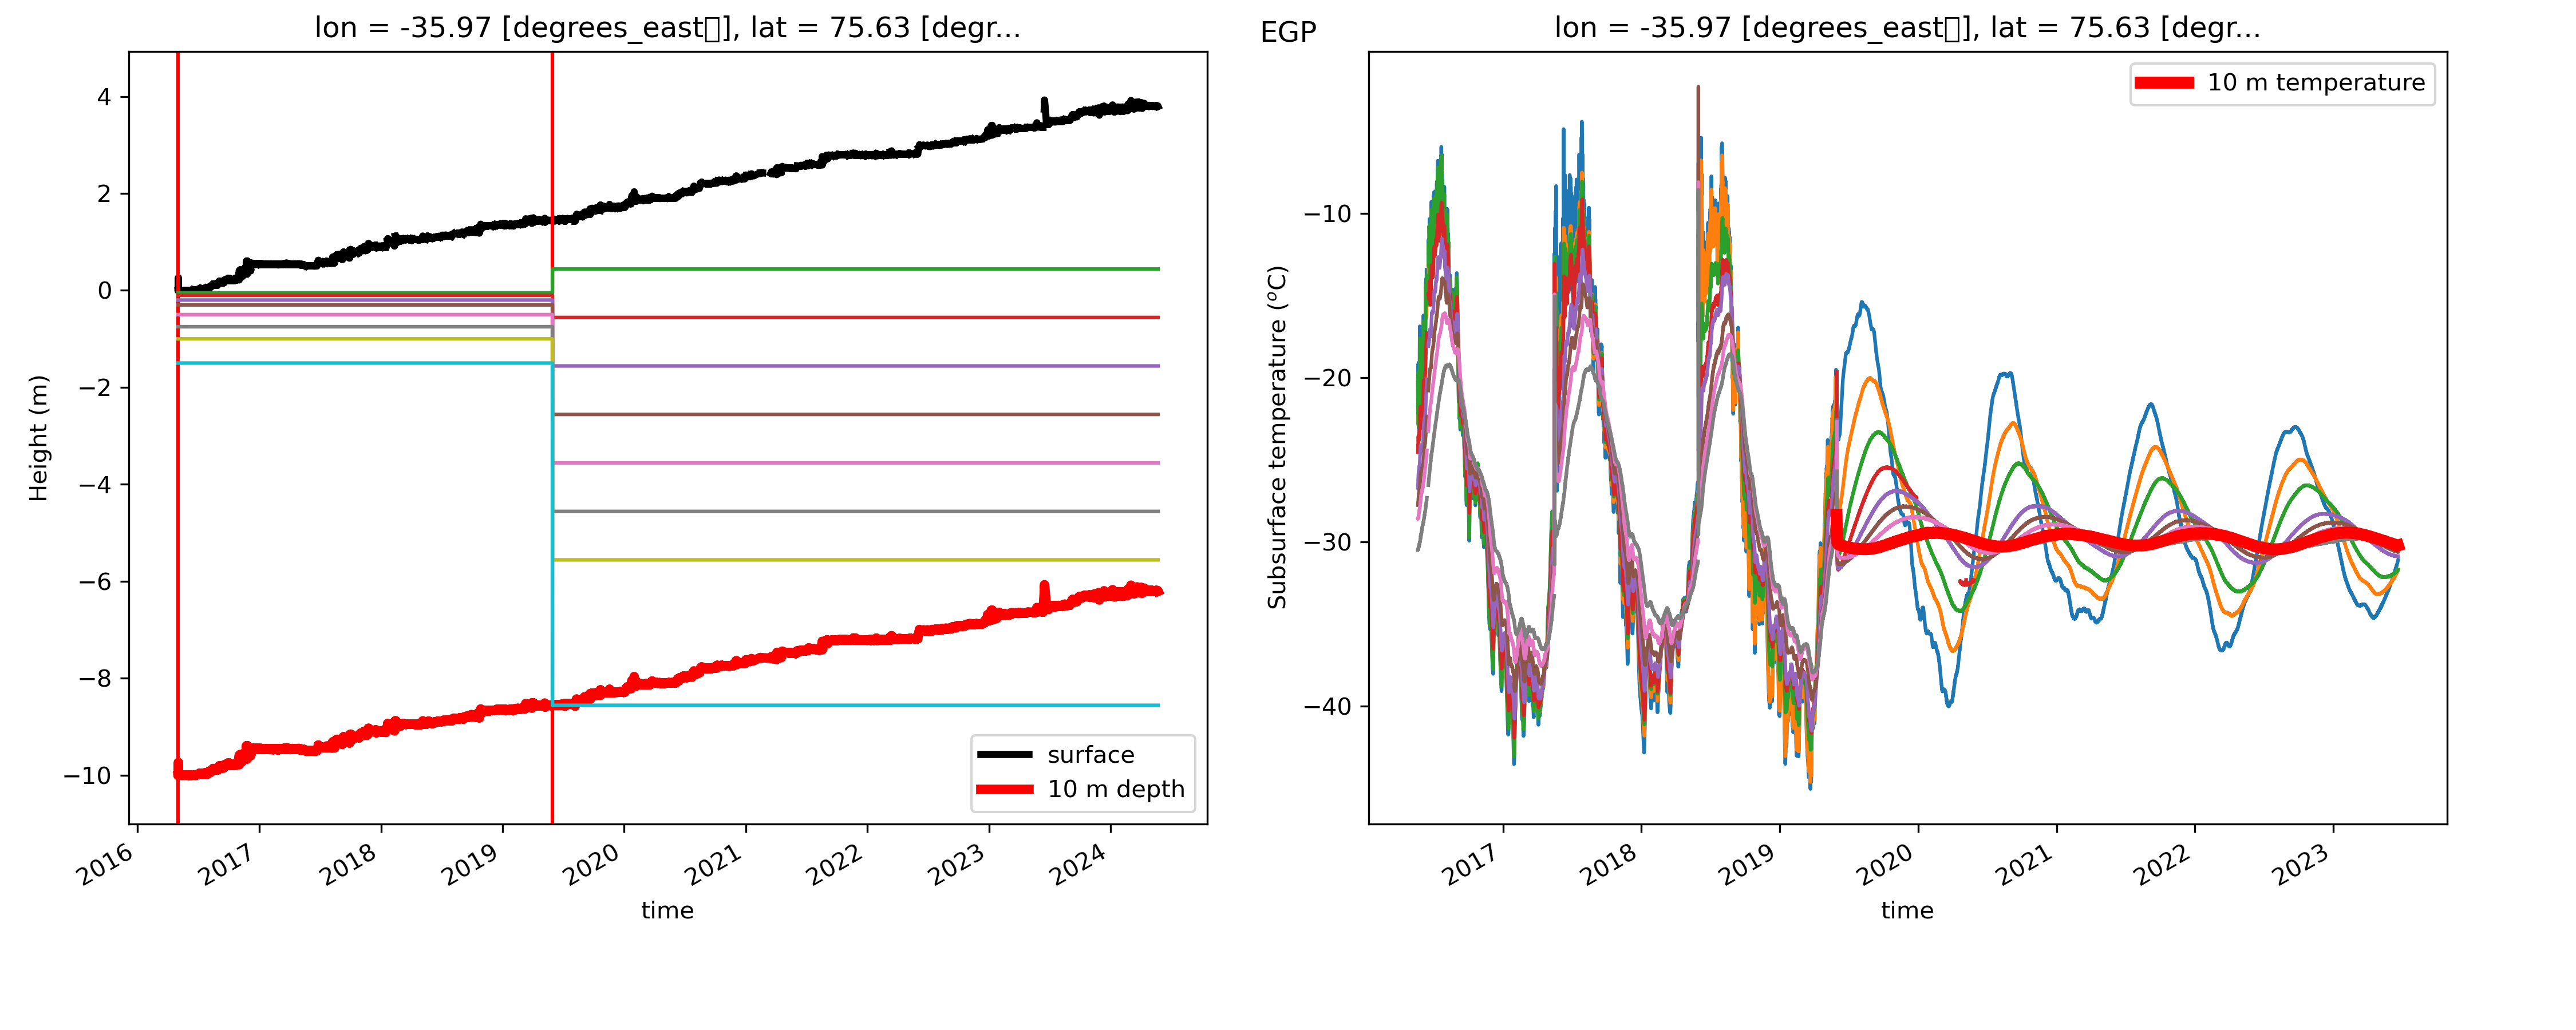 lon = -35.97 [degrees_east▯], lat = 75.63 [degr...
EGP
lon = -35.97 [degrees_east▯], lat = 75.63 [degr...
Height (m)
4
2
0
−2
−4
−6
−8
−10
surface
10 m depth
2016
2017
2018
2019
2020
2021
2022
2023
2024
time
Subsurface temperature (°C)
−10
−20
−30
−40
10 m temperature
2017
2018
2019
2020
2021
2022
2023
time